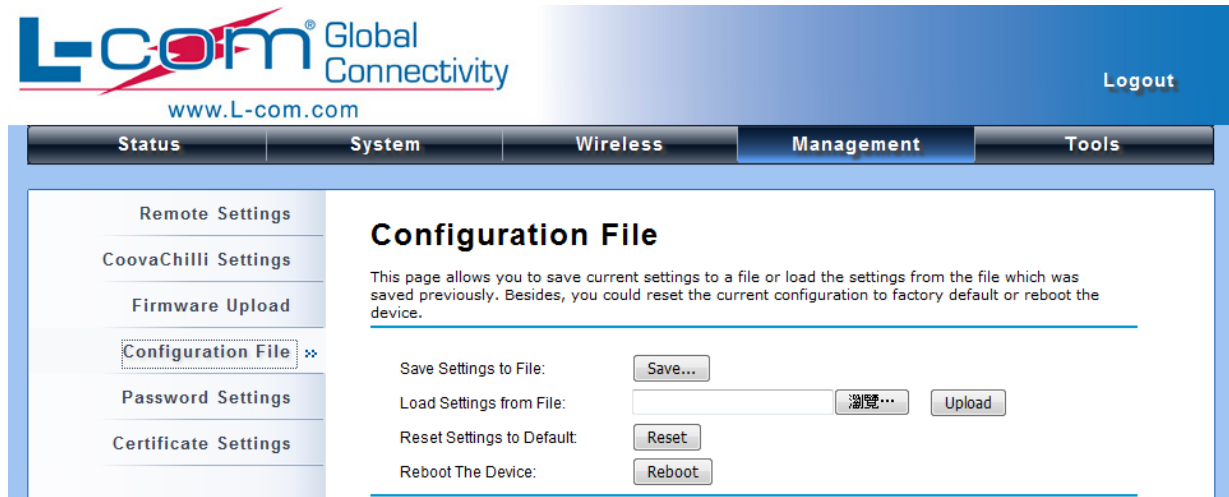 L-com® Global Connectivity
www.L-com.com
Logout
Status System Wireless Management Tools
Remote Settings
CoovaChilli Settings
Firmware Upload
Configuration File »
Password Settings
Certificate Settings
Configuration File
This page allows you to save current settings to a file or load the settings from the file which was
saved previously. Besides, you could reset the current configuration to factory default or reboot the
device.
Save Settings to File: Save...
Load Settings from File: 瀏覽… Upload
Reset Settings to Default: Reset
Reboot The Device: Reboot